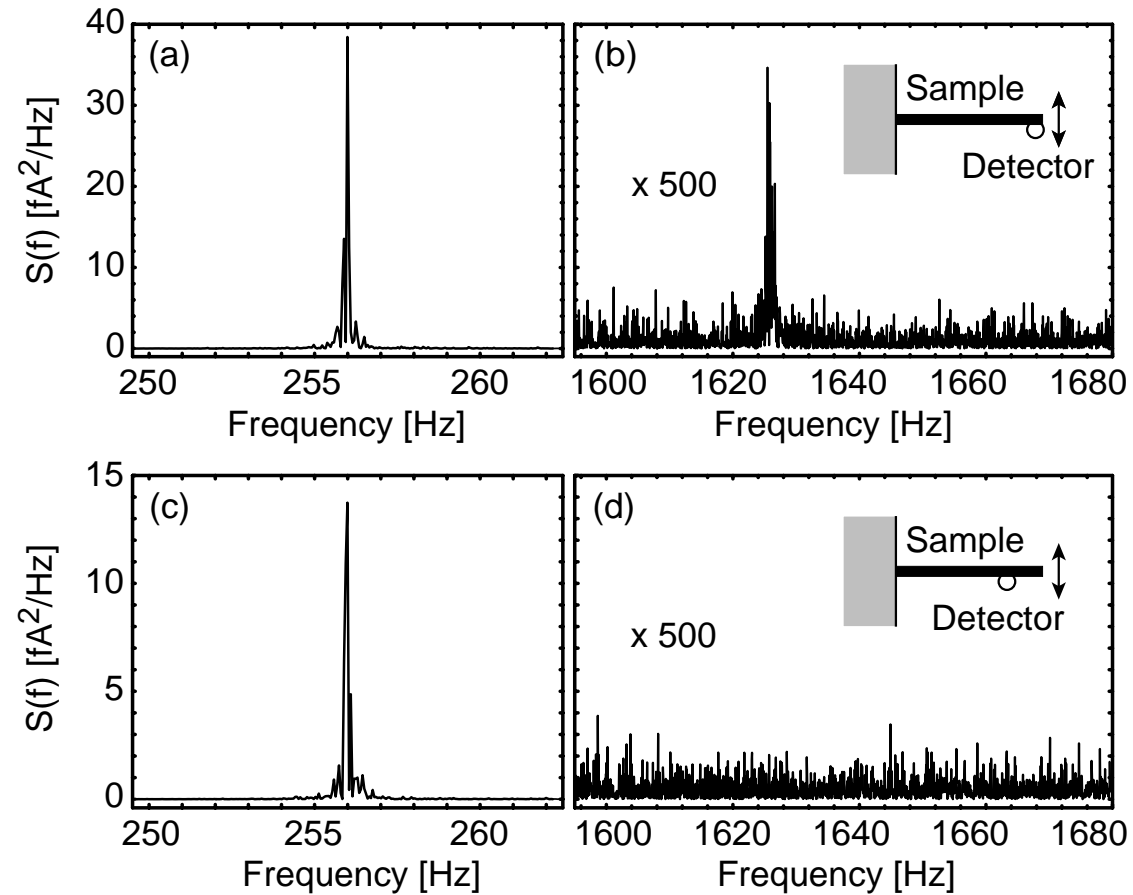 (a)
S(f) [fA²/Hz]
40
30
20
10
0
250
255
260
Frequency [Hz]
(b)
x 500
Sample
Detector
1600
1620
1640
1660
1680
Frequency [Hz]
(c)
S(f) [fA²/Hz]
15
10
5
0
250
255
260
Frequency [Hz]
(d)
x 500
Sample
Detector
1600
1620
1640
1660
1680
Frequency [Hz]